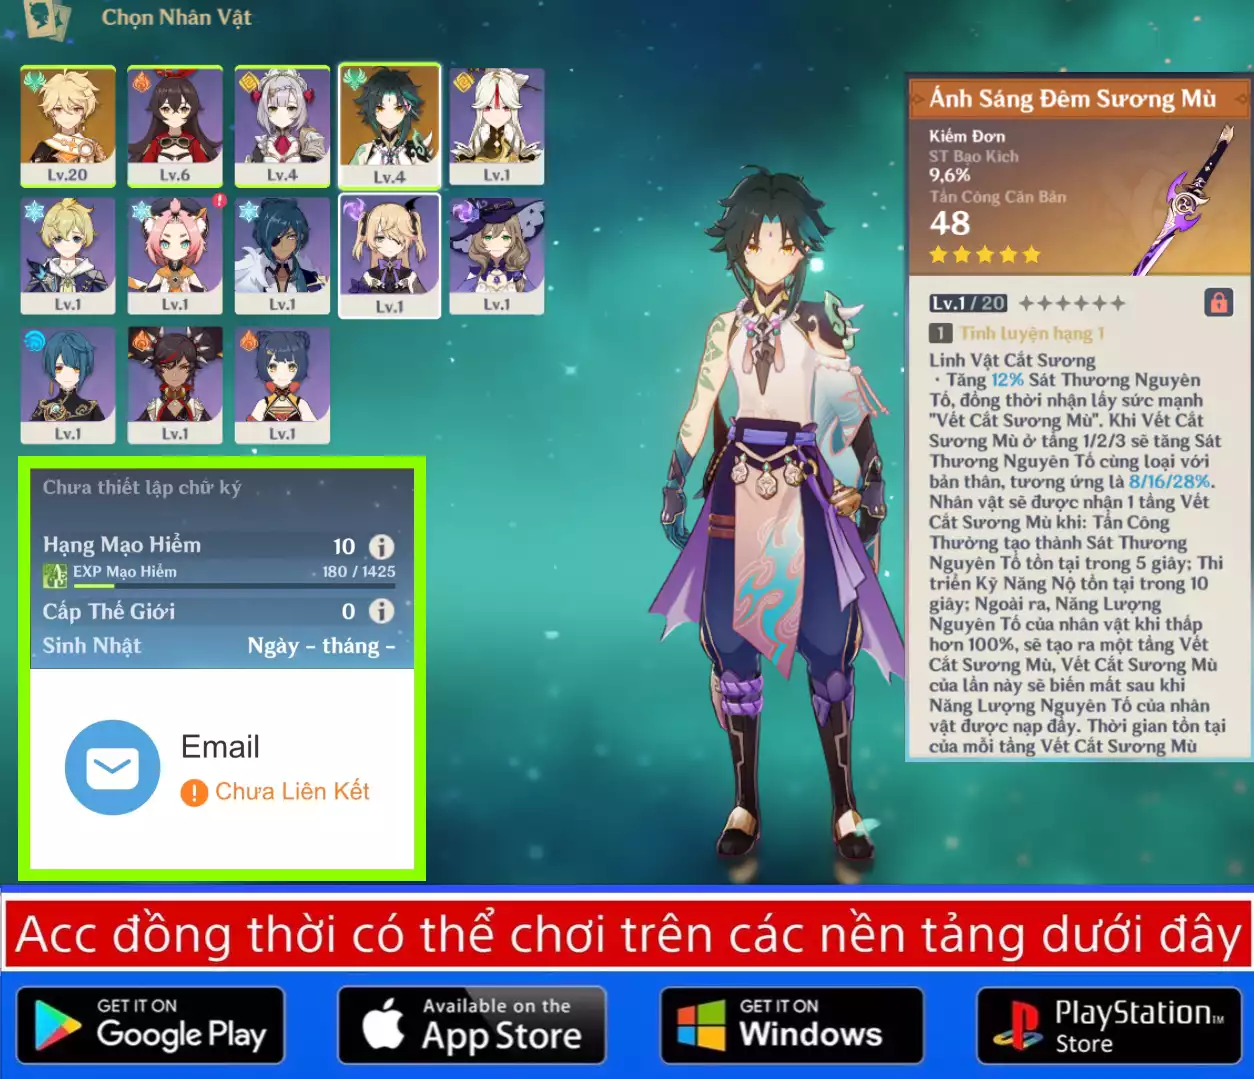 Chọn Nhân Vật
Lv.20
Lv.6
Lv.4
Lv.4
Lv.1
Lv.1
Lv.1
Lv.1
Lv.1
Lv.1
Lv.1
Lv.1
Lv.1
Chưa thiết lập chữ ký
Hạng Mạo Hiểm 10
EXP Mạo Hiểm 180 / 1425
Cấp Thế Giới 0
Sinh Nhật Ngày - tháng -
Email
Chưa Liên Kết
Ánh Sáng Đêm Sương Mù
Kiếm Đơn
ST Bạo Kích
9,6%
Tấn Công Căn Bản
48
Lv.1 / 20
1 Tinh luyện hạng 1
Linh Vật Cắt Sương
· Tăng 12% Sát Thương Nguyên
Tố, đồng thời nhận lấy sức mạnh
"Vết Cắt Sương Mù". Khi Vết Cắt
Sương Mù ở tầng 1/2/3 sẽ tăng Sát
Thương Nguyên Tố cùng loại với
bản thân, tương ứng là 8/16/28%.
Nhân vật sẽ được nhận 1 tầng Vết
Cắt Sương Mù khi: Tấn Công
Thường tạo thành Sát Thương
Nguyên Tố tồn tại trong 5 giây; Thi
triển Kỹ Năng Nộ tồn tại trong 10
giây; Ngoài ra, Năng Lượng
Nguyên Tố của nhân vật khi thấp
hơn 100%, sẽ tạo ra một tầng Vết
Cắt Sương Mù, Vết Cắt Sương Mù
của lần này sẽ biến mất sau khi
Năng Lượng Nguyên Tố của nhân
vật được nạp đầy. Thời gian tồn tại
của mỗi tầng Vết Cắt Sương Mù
Acc đồng thời có thể chơi trên các nền tảng dưới đây
GET IT ON
Google Play
Available on the
App Store
GET IT ON
Windows
PlayStation™
Store